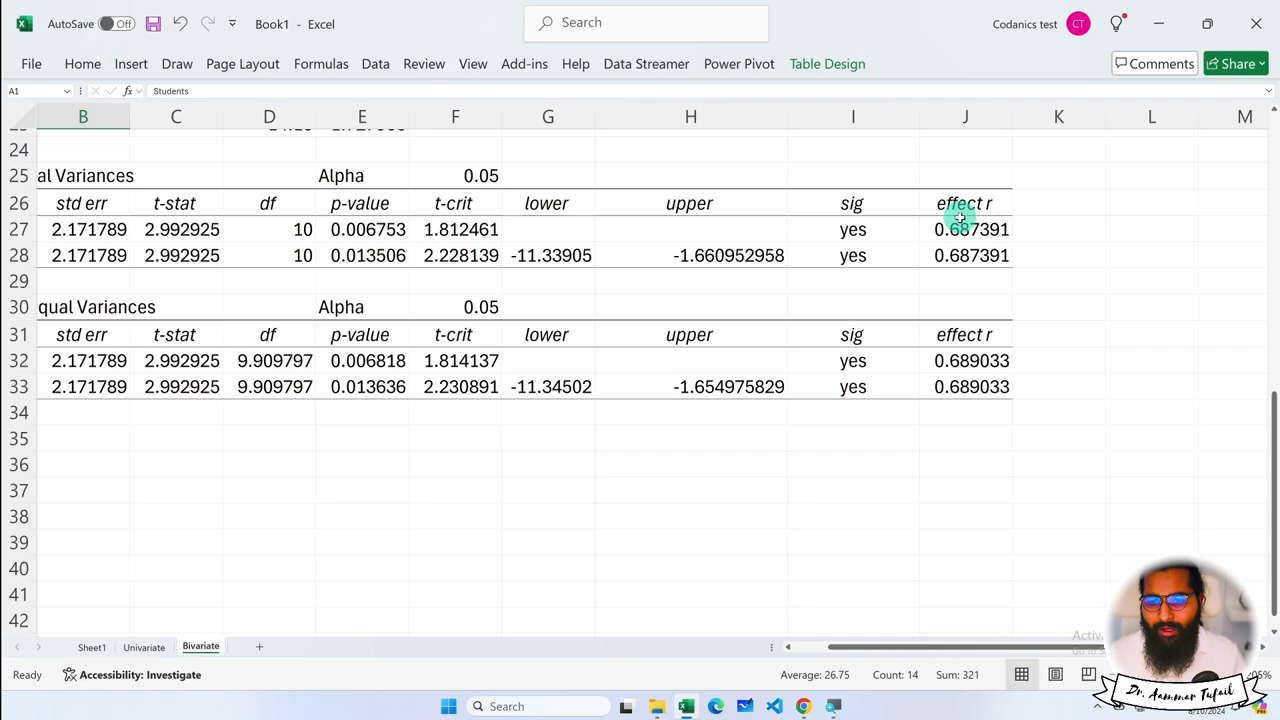 AutoSave Off Book1 - Excel Search Codanics test CT
File Home Insert Draw Page Layout Formulas Data Review View Add-ins Help Data Streamer Power Pivot Table Design Comments Share
A1 fx Students
B C D E F G H I J K L M
24
25 al Variances Alpha 0.05
26 std err t-stat df p-value t-crit lower upper sig effect r
27 2.171789 2.992925 10 0.006753 1.812461 yes 0.687391
28 2.171789 2.992925 10 0.013506 2.228139 -11.33905 -1.660952958 yes 0.687391
29
30 qual Variances Alpha 0.05
31 std err t-stat df p-value t-crit lower upper sig effect r
32 2.171789 2.992925 9.909797 0.006818 1.814137 yes 0.689033
33 2.171789 2.992925 9.909797 0.013636 2.230891 -11.34502 -1.654975829 yes 0.689033
34
35
36
37
38
39
40
41
42
Sheet1 Univariate Bivariate
Ready Accessibility: Investigate Average: 26.75 Count: 14 Sum: 321
Search
Dr. Aammar Tufail